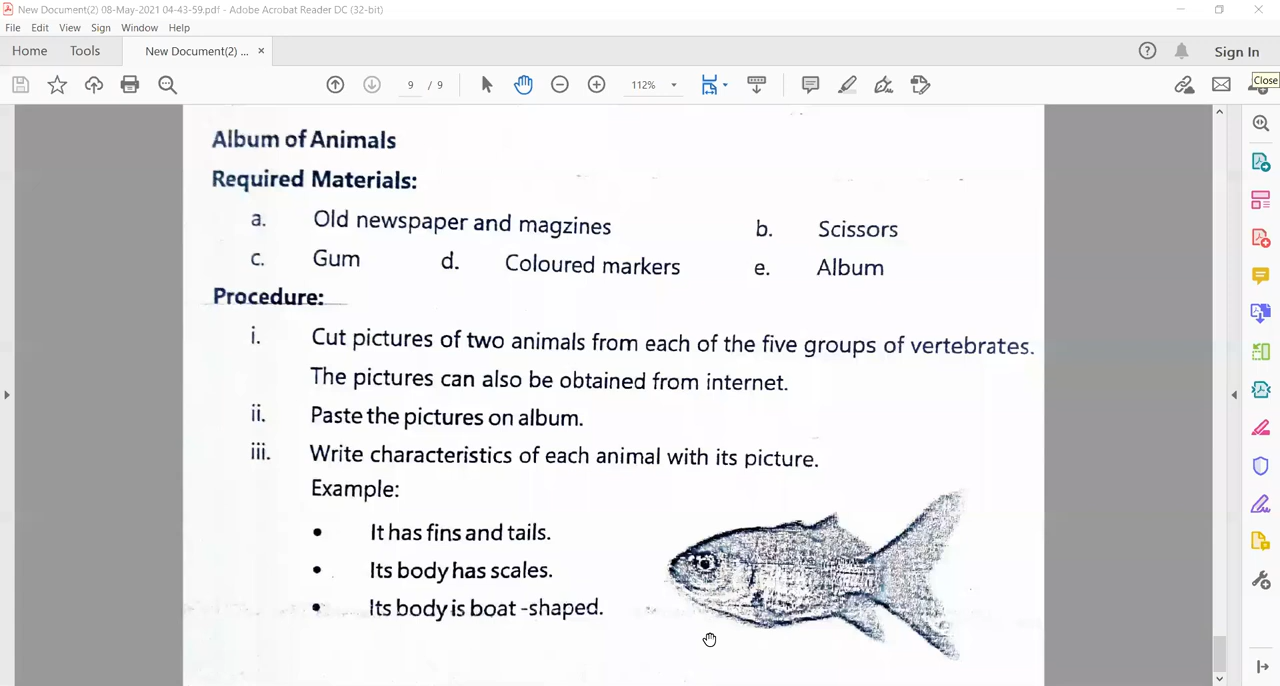 New Document(2) 08-May-2021 04-43-59.pdf - Adobe Acrobat Reader DC (32-bit)
File Edit View Sign Window Help
Home Tools New Document(2) ... × Sign In
9 / 9 112% Close
Album of Animals
Required Materials:
a. Old newspaper and magzines b. Scissors
c. Gum d. Coloured markers e. Album
Procedure:
i. Cut pictures of two animals from each of the five groups of vertebrates.
The pictures can also be obtained from internet.
ii. Paste the pictures on album.
iii. Write characteristics of each animal with its picture.
Example:
• It has fins and tails.
• Its body has scales.
• Its body is boat -shaped.